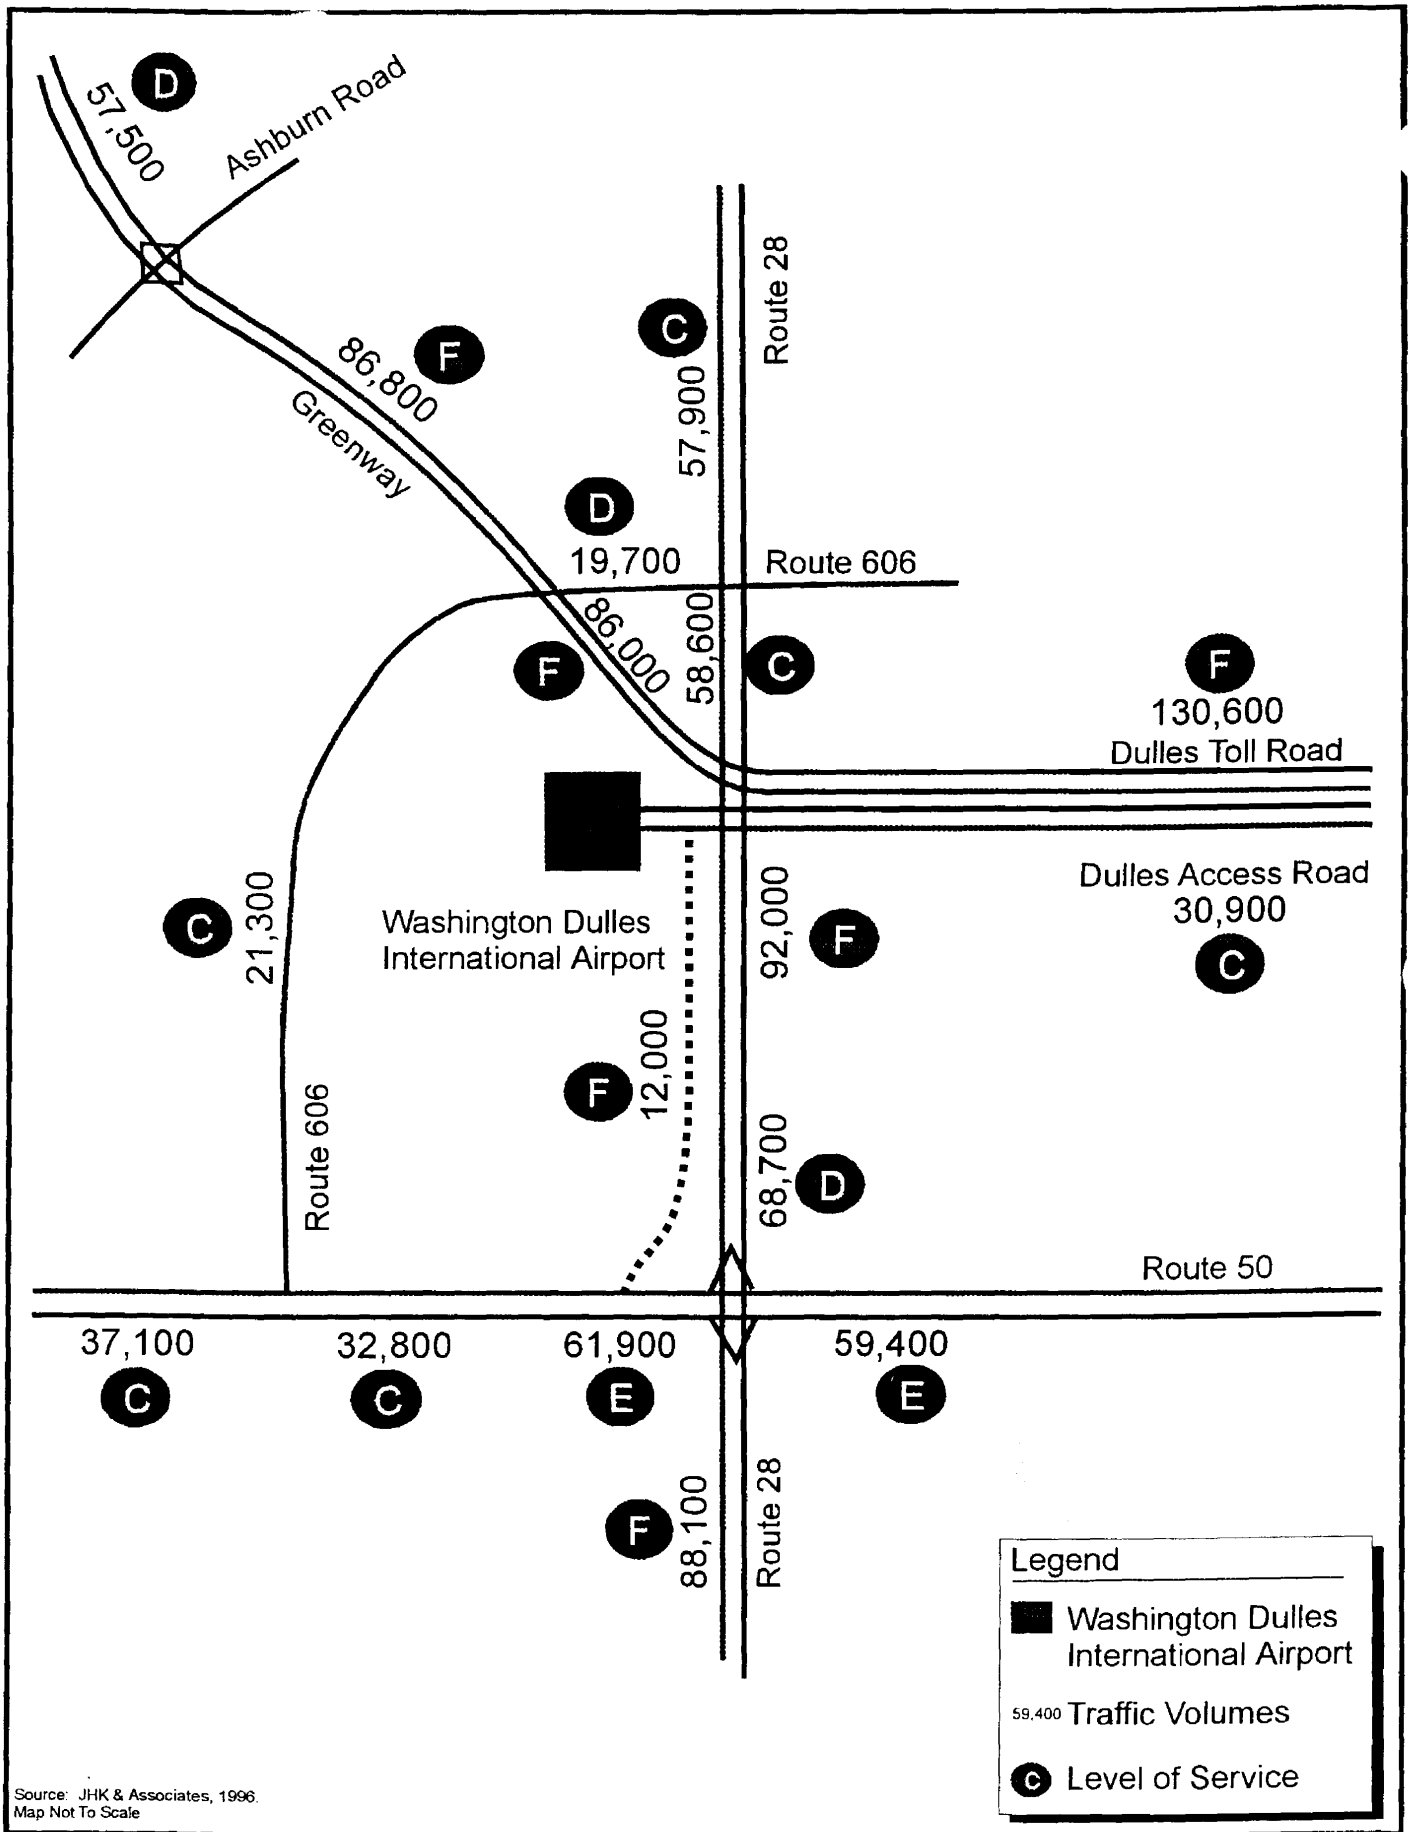 D
57,500
Ashburn Road
Route 28
C
57,900
F
86,800
Greenway
D
19,700
Route 606
86,000
58,600
F
C
F
130,600
Dulles Toll Road
Dulles Access Road
30,900
C
92,000
F
C
21,300
Washington Dulles
International Airport
12,000
F
Route 606
68,700
D
Route 50
37,100
32,800
61,900
59,400
C
C
E
E
F
88,100
Route 28
Legend
Washington Dulles
International Airport
59,400 Traffic Volumes
C Level of Service
Source: JHK & Associates, 1996.
Map Not To Scale